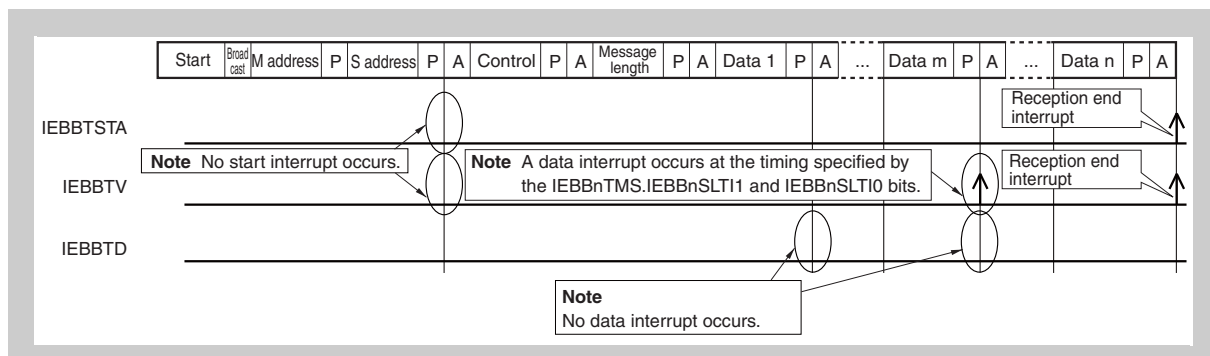 Start Broad cast M address P S address P A Control P A Message length P A Data 1 P A ... Data m P A ... Data n P A
Reception end
interrupt
IEBBTSTA
Note No start interrupt occurs.
Note A data interrupt occurs at the timing specified by
the IEBBnTMS.IEBBnSLTI1 and IEBBnSLTI0 bits.
Reception end
interrupt
IEBBTV
IEBBTD
Note
No data interrupt occurs.